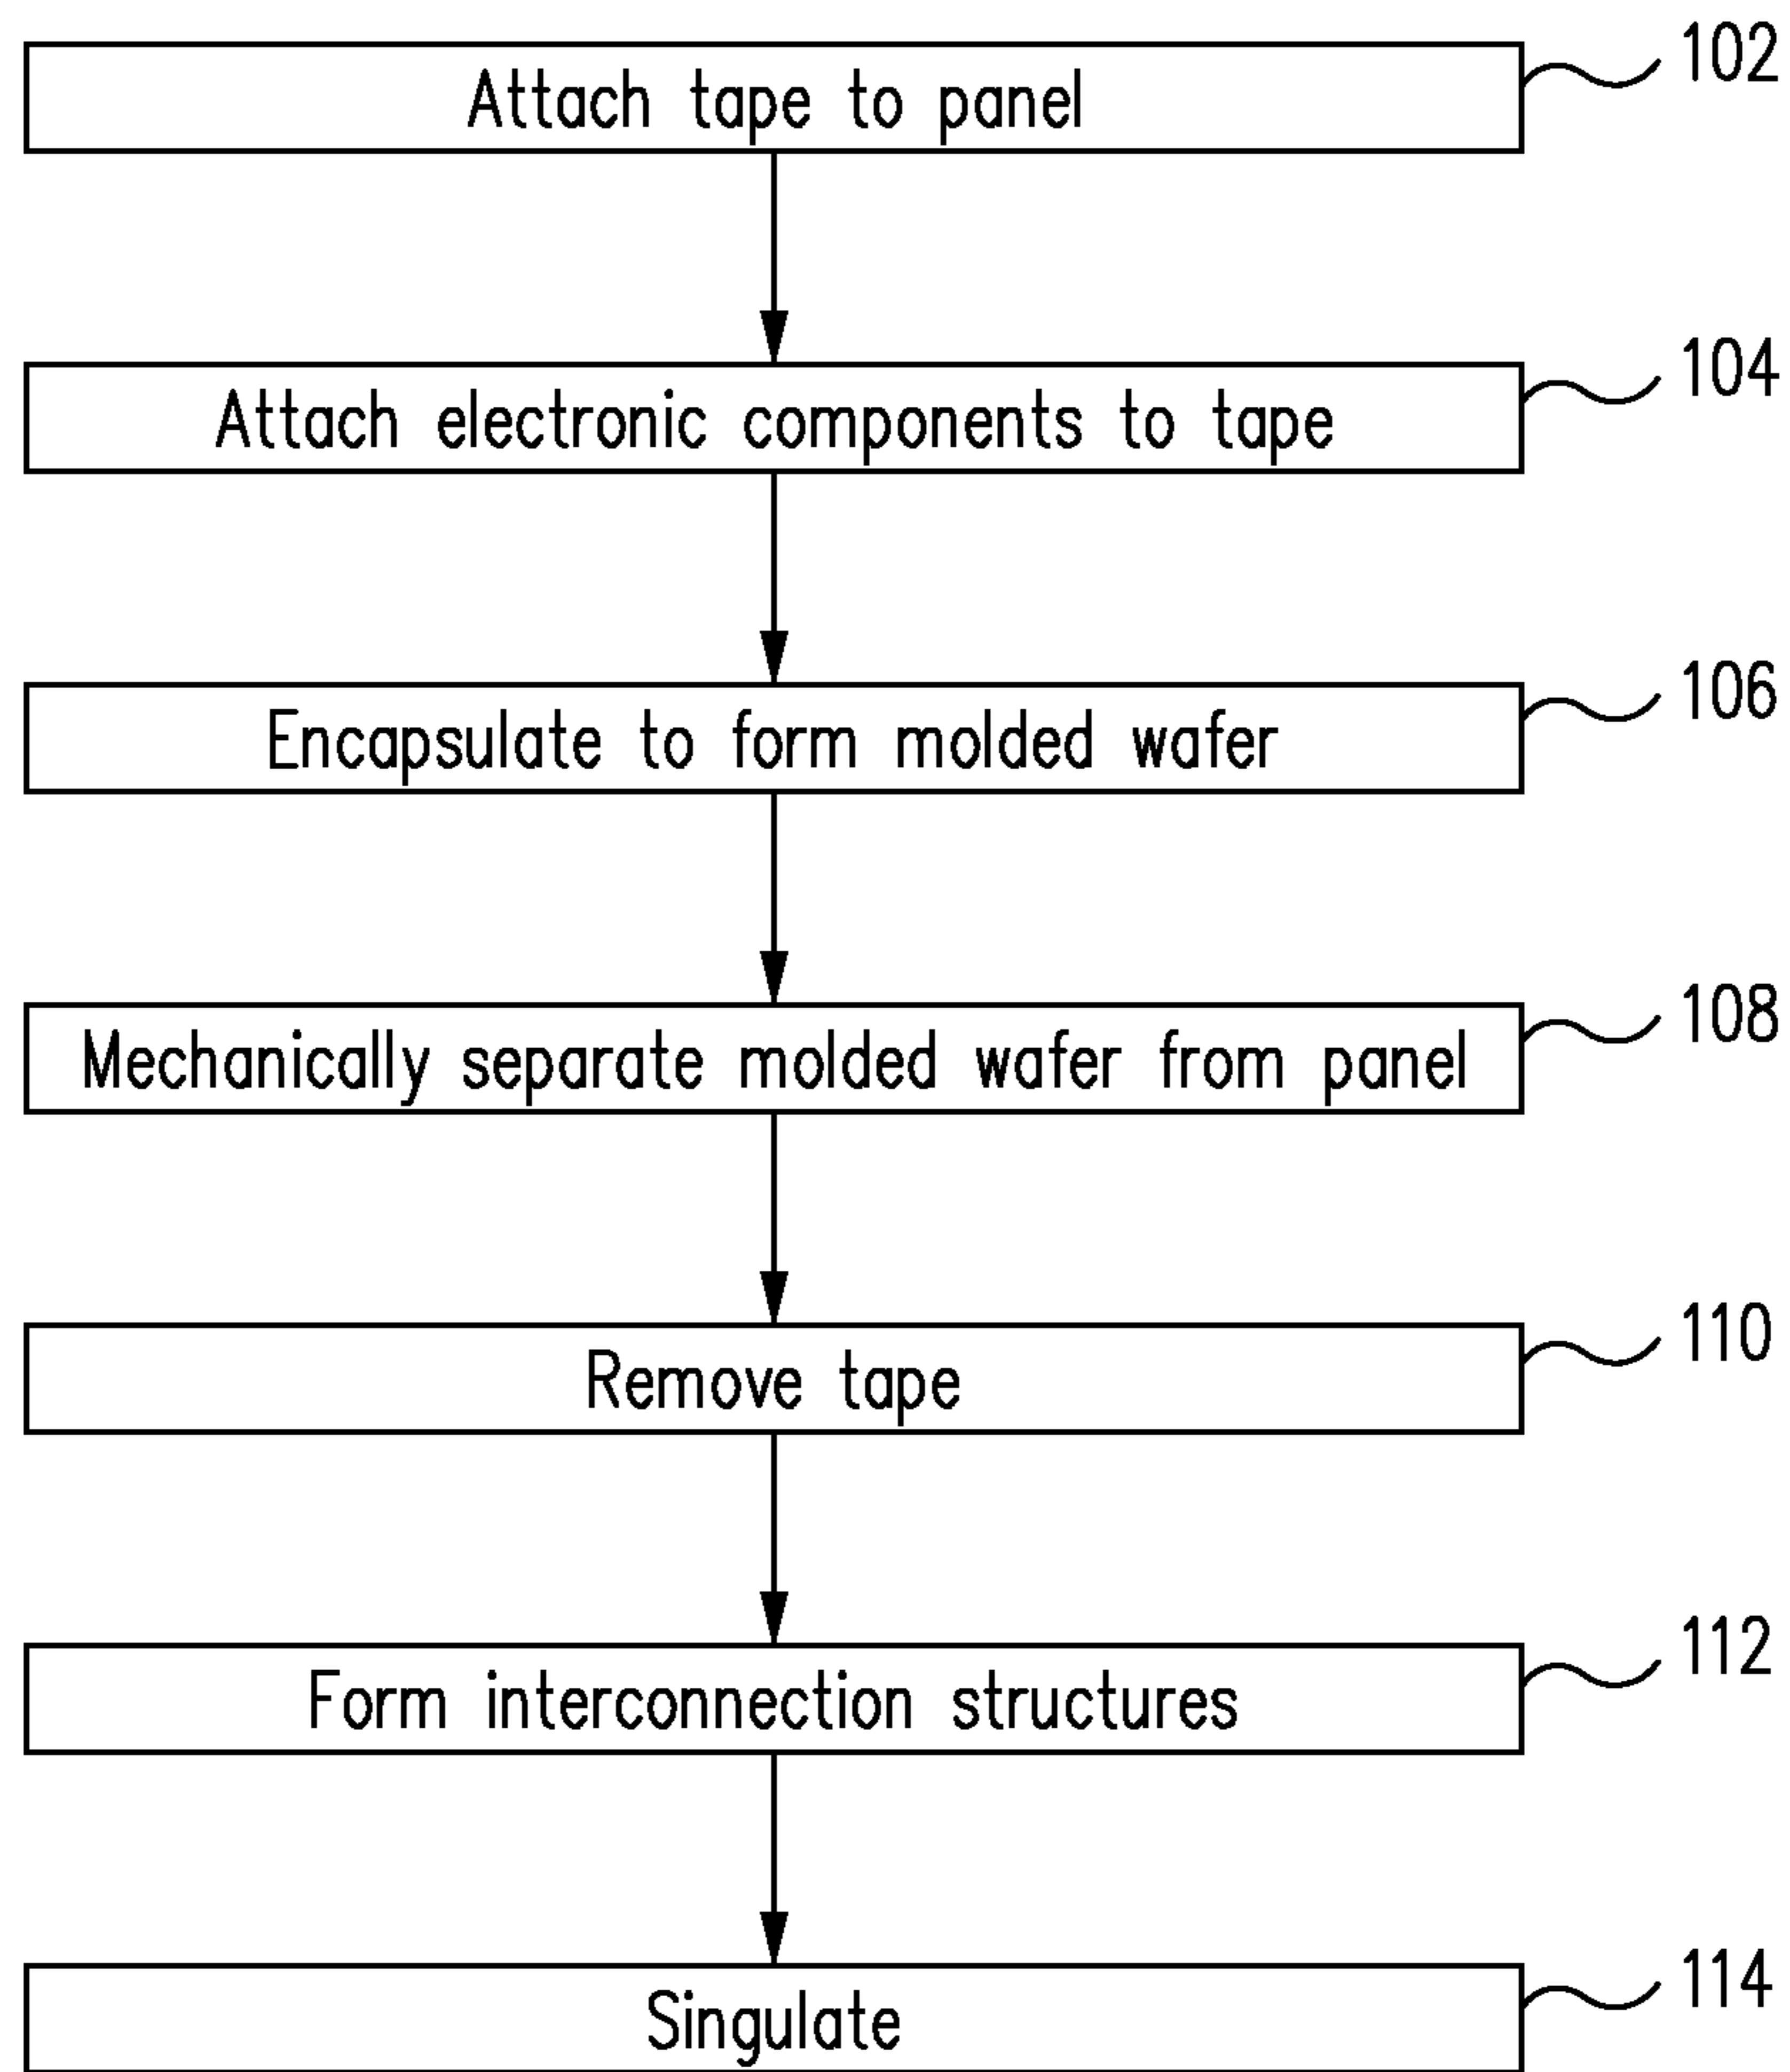 Attach tape to panel 102
Attach electronic components to tape 104
Encapsulate to form molded wafer 106
Mechanically separate molded wafer from panel 108
Remove tape 110
Form interconnection structures 112
Singulate 114